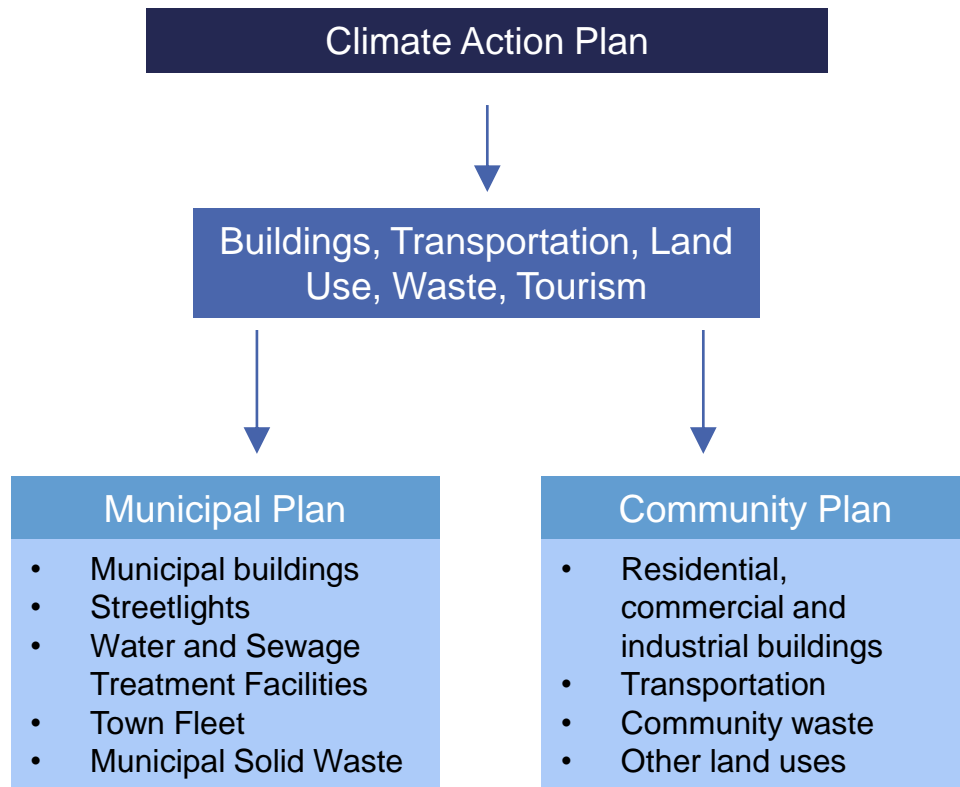 Climate Action Plan
Buildings, Transportation, Land
Use, Waste, Tourism
Municipal Plan
• Municipal buildings
• Streetlights
• Water and Sewage
Treatment Facilities
• Town Fleet
• Municipal Solid Waste
Community Plan
• Residential,
commercial and
industrial buildings
• Transportation
• Community waste
• Other land uses